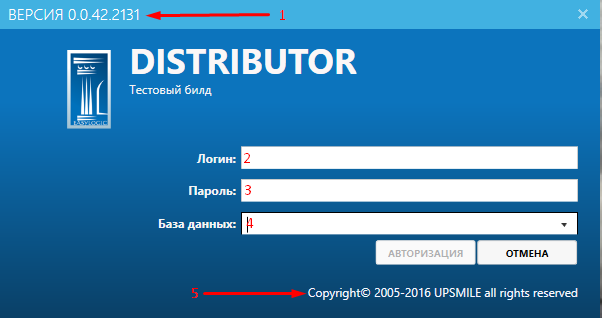 ВЕРСИЯ 0.0.42.2131 1
DISTRIBUTOR
Тестовый билд
EASYLOGIC
Логин: 2
Пароль: 3
База данных: 4
АВТОРИЗАЦИЯ ОТМЕНА
5 Copyright© 2005-2016 UPSMILE all rights reserved